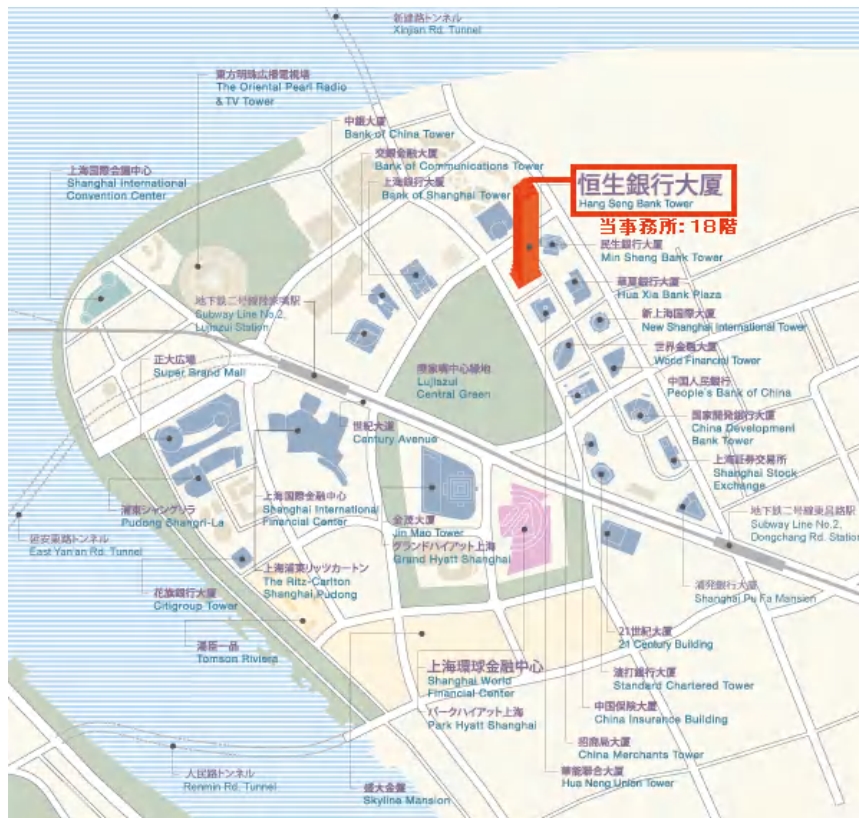 新建路トンネル
Xinjian Rd. Tunnel
東方明珠広播電視塔
The Oriental Pearl Radio
& TV Tower
中銀大厦
Bank of China Tower
交銀金融大厦
Bank of Communications Tower
上海銀行大厦
Bank of Shanghai Tower
上海国際会議中心
Shanghai International
Convention Center
恒生銀行大厦
Hang Seng Bank Tower
当事務所：18階
民生銀行大厦
Min Sheng Bank Tower
華夏銀行大厦
Hua Xia Bank Plaza
新上海国際大厦
New Shanghai International Tower
世界金融大厦
World Financial Tower
中国人民銀行
People's Bank of China
国家開発銀行大厦
China Development
Bank Tower
上海証券交易所
Shanghai Stock
Exchange
地下鉄二号線陸家嘴駅
Subway Line No.2,
Lujiazui Station
正大広場
Super Brand Mall
陸家嘴中心緑地
Lujiazui
Central Green
世紀大道
Century Avenue
浦東シャングリラ
Pudong Shangri-La
上海国際金融中心
Shanghai International
Financial Center
金茂大厦
Jin Mao Tower
グランドハイアット上海
Grand Hyatt Shanghai
地下鉄二号線東昌路駅
Subway Line No.2,
Dongchang Rd. Station
延安東路トンネル
East Yan'an Rd. Tunnel
上海浦東リッツカートン
The Ritz-Carlton
Shanghai Pudong
花旗銀行大厦
Citigroup Tower
浦発銀行大厦
Shanghai Pu Fa Mansion
湯臣一品
Tomson Riviera
21世紀大厦
21 Century Building
上海環球金融中心
Shanghai World
Financial Center
パークハイアット上海
Park Hyatt Shanghai
渣打銀行大厦
Standard Chartered Tower
中国保険大厦
China Insurance Building
招商局大厦
China Merchants Tower
華能聯合大厦
Hua Neng Union Tower
人民路トンネル
Renmin Rd. Tunnel
盛大金磐
Skyline Mansion